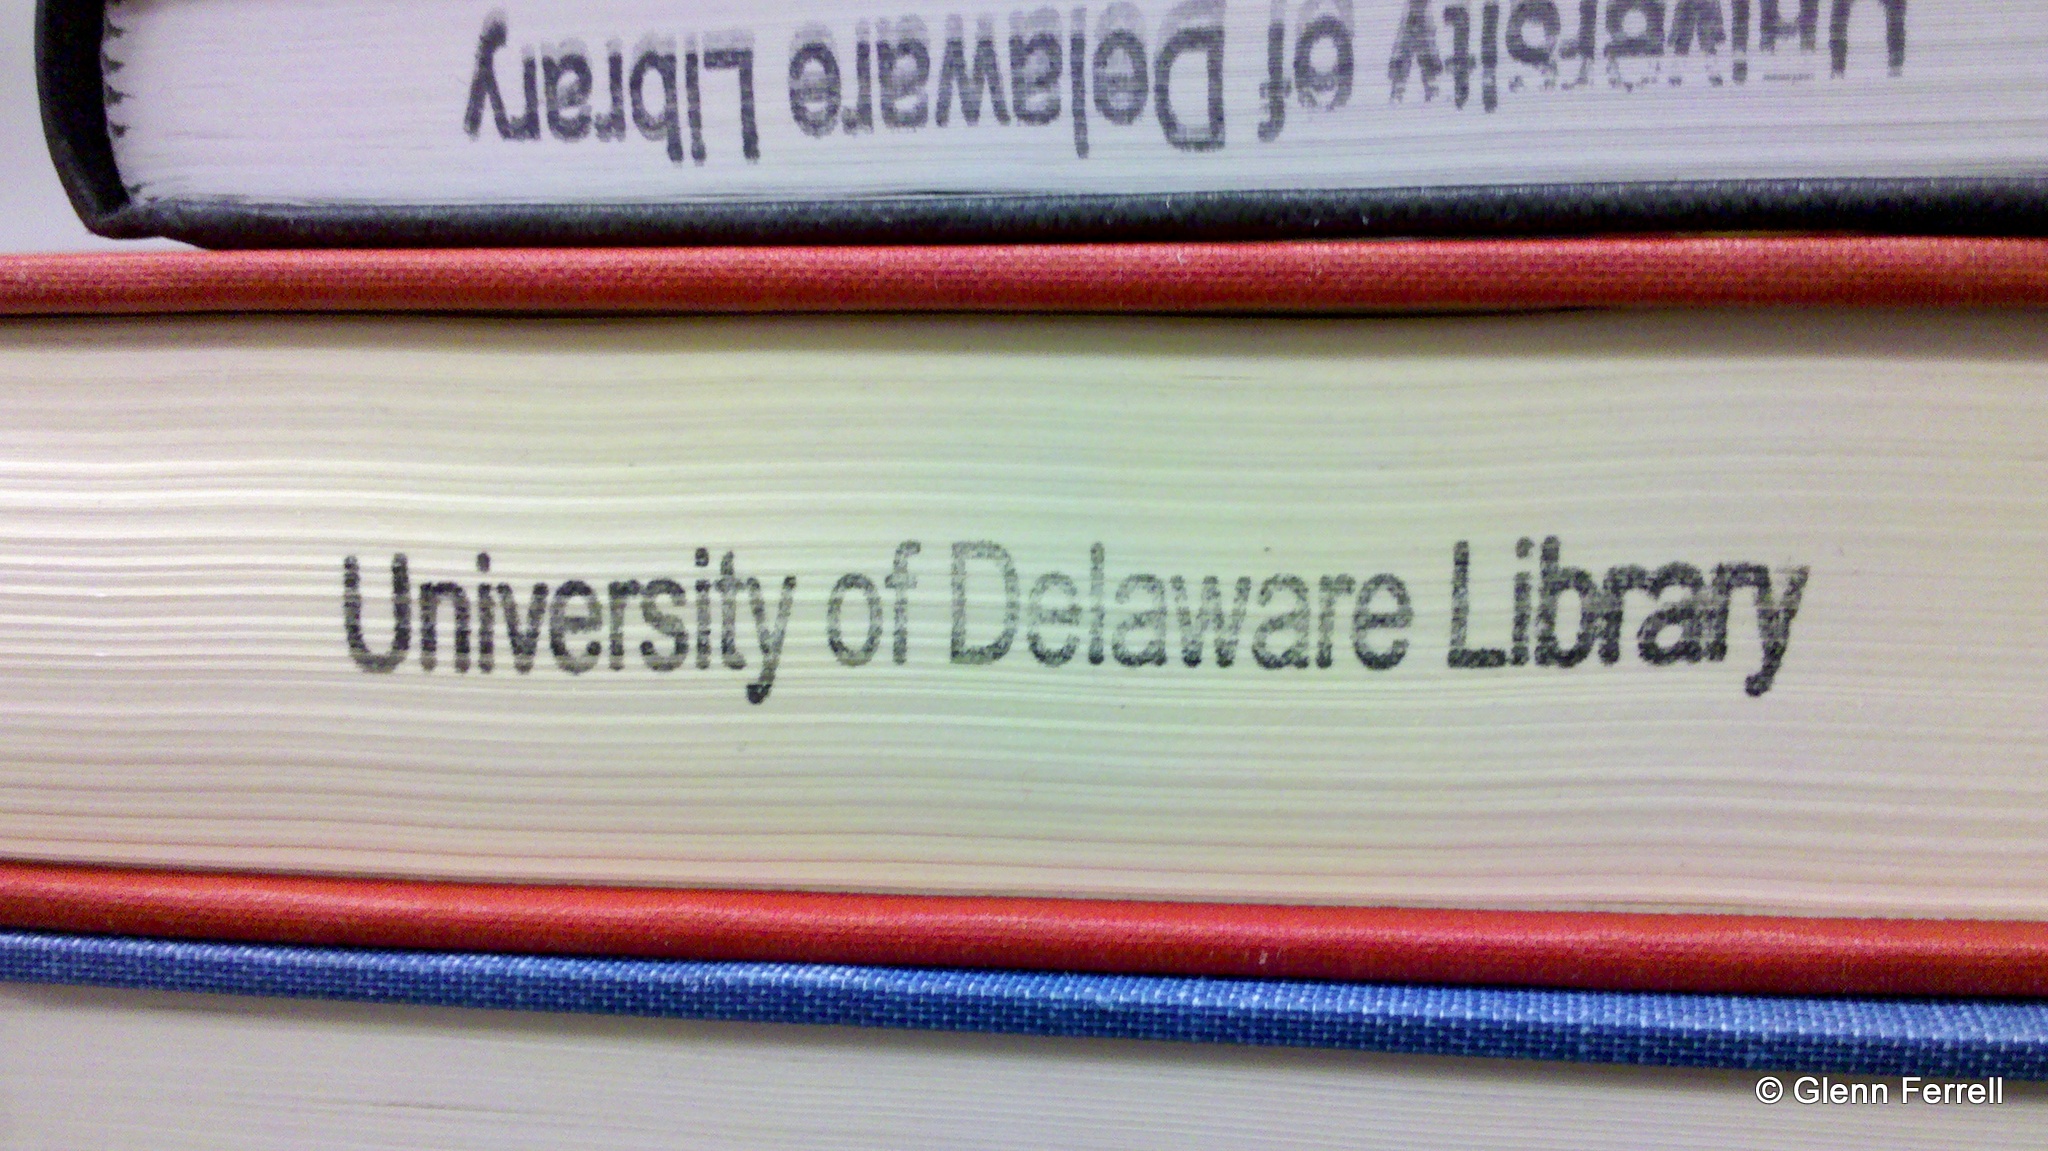 University of Delaware Library
University of Delaware Library
© Glenn Ferrell